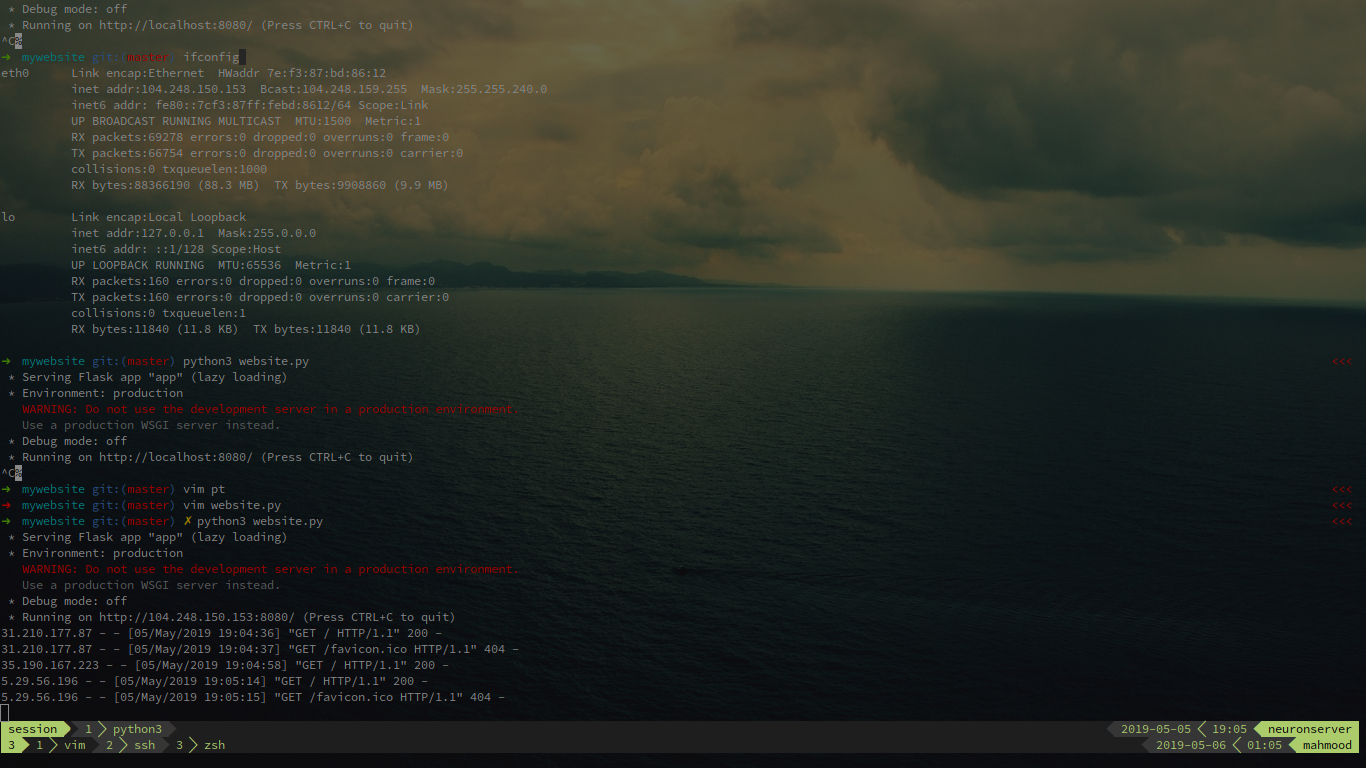 * Debug mode: off
* Running on http://localhost:8080/ (Press CTRL+C to quit)
^C%
➜ mywebsite git:(master) ifconfig
eth0 Link encap:Ethernet HWaddr 7e:f3:87:bd:86:12
inet addr:104.248.150.153 Bcast:104.248.159.255 Mask:255.255.240.0
inet6 addr: fe80::7cf3:87ff:febd:8612/64 Scope:Link
UP BROADCAST RUNNING MULTICAST MTU:1500 Metric:1
RX packets:69278 errors:0 dropped:0 overruns:0 frame:0
TX packets:66754 errors:0 dropped:0 overruns:0 carrier:0
collisions:0 txqueuelen:1000
RX bytes:88366190 (88.3 MB) TX bytes:9908860 (9.9 MB)
lo Link encap:Local Loopback
inet addr:127.0.0.1 Mask:255.0.0.0
inet6 addr: ::1/128 Scope:Host
UP LOOPBACK RUNNING MTU:65536 Metric:1
RX packets:160 errors:0 dropped:0 overruns:0 frame:0
TX packets:160 errors:0 dropped:0 overruns:0 carrier:0
collisions:0 txqueuelen:1
RX bytes:11840 (11.8 KB) TX bytes:11840 (11.8 KB)
➜ mywebsite git:(master) python3 website.py <<<
* Serving Flask app "app" (lazy loading)
* Environment: production
WARNING: Do not use the development server in a production environment.
Use a production WSGI server instead.
* Debug mode: off
* Running on http://localhost:8080/ (Press CTRL+C to quit)
^C%
➜ mywebsite git:(master) vim pt <<<
➜ mywebsite git:(master) vim website.py <<<
➜ mywebsite git:(master) ✗ python3 website.py <<<
* Serving Flask app "app" (lazy loading)
* Environment: production
WARNING: Do not use the development server in a production environment.
Use a production WSGI server instead.
* Debug mode: off
* Running on http://104.248.150.153:8080/ (Press CTRL+C to quit)
31.210.177.87 - - [05/May/2019 19:04:36] "GET / HTTP/1.1" 200 -
31.210.177.87 - - [05/May/2019 19:04:37] "GET /favicon.ico HTTP/1.1" 404 -
35.190.167.223 - - [05/May/2019 19:04:58] "GET / HTTP/1.1" 200 -
5.29.56.196 - - [05/May/2019 19:05:14] "GET / HTTP/1.1" 200 -
5.29.56.196 - - [05/May/2019 19:05:15] "GET /favicon.ico HTTP/1.1" 404 -
session 1 python3 2019-05-05 19:05 neuronserver
3 1 vim 2 ssh 3 zsh 2019-05-06 01:05 mahmood